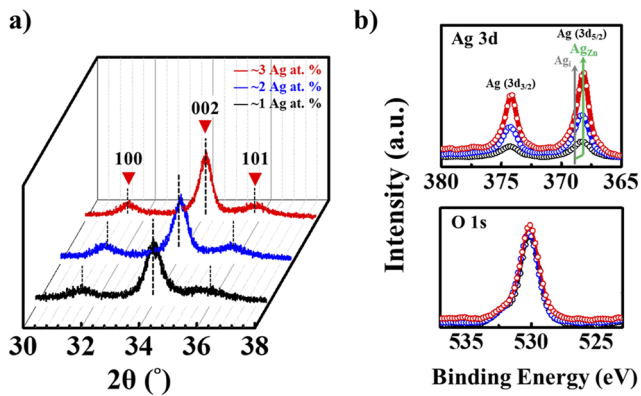 a)
~3 Ag at. %
~2 Ag at. %
~1 Ag at. %
002
100
101
30 32 34 36 38
2θ (°)
b)
Ag 3d
Ag (3d5/2)
AgZn
Agi
Ag (3d3/2)
380 375 370 365
O 1s
535 530 525
Intensity (a.u.)
Binding Energy (eV)